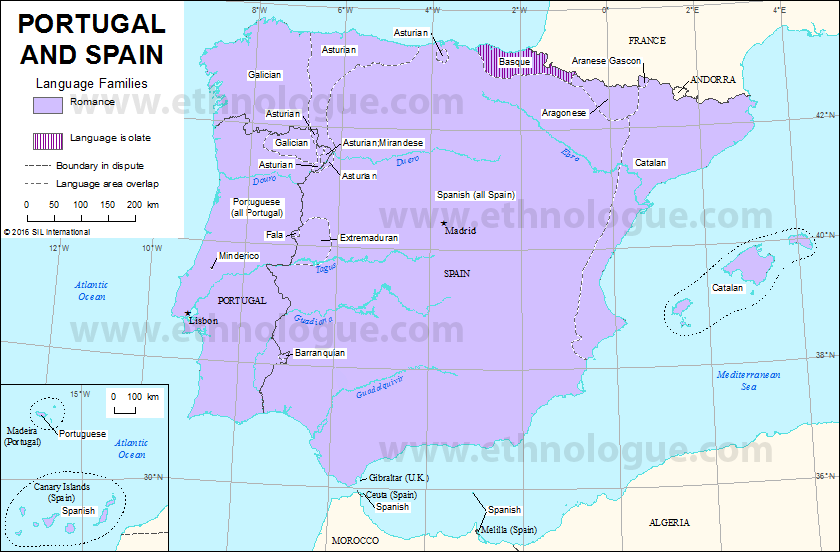 PORTUGAL
AND SPAIN
Language Families
Romance
Language isolate
Boundary in dispute
Language area overlap
0 50 100 150 200 km
© 2016 SIL International
8°W
6°W
4°W
2°W
0°
2°E
4°E
12°W
10°W
42°N
40°N
38°N
36°N
www.ethnologue.com
www.ethnologue.com
www.ethnologue.com
www.ethnologue.com
www.ethnologue.com
Asturian
Asturian
Asturian
Galician
Basque
FRANCE
Aranese Gascon
ANDORRA
Aragonese
Asturian
Galician
Asturian;Mirandese
Asturian
Asturian
Duero
Ebro
Catalan
Douro
Portuguese
(all Portugal)
Spanish (all Spain)
Madrid
Fala
Extremaduran
Minderico
Tagus
SPAIN
Catalan
Atlantic
Ocean
PORTUGAL
Lisbon
Guadiana
Barranquian
Guadalquivir
Mediterranean
Sea
Gibraltar (U.K.)
Ceuta (Spain)
Spanish
Spanish
Melilla (Spain)
MOROCCO
ALGERIA
15°W
0 100 km
Madeira
(Portugal)
Portuguese
Atlantic
Ocean
30°N
Canary Islands
(Spain)
Spanish